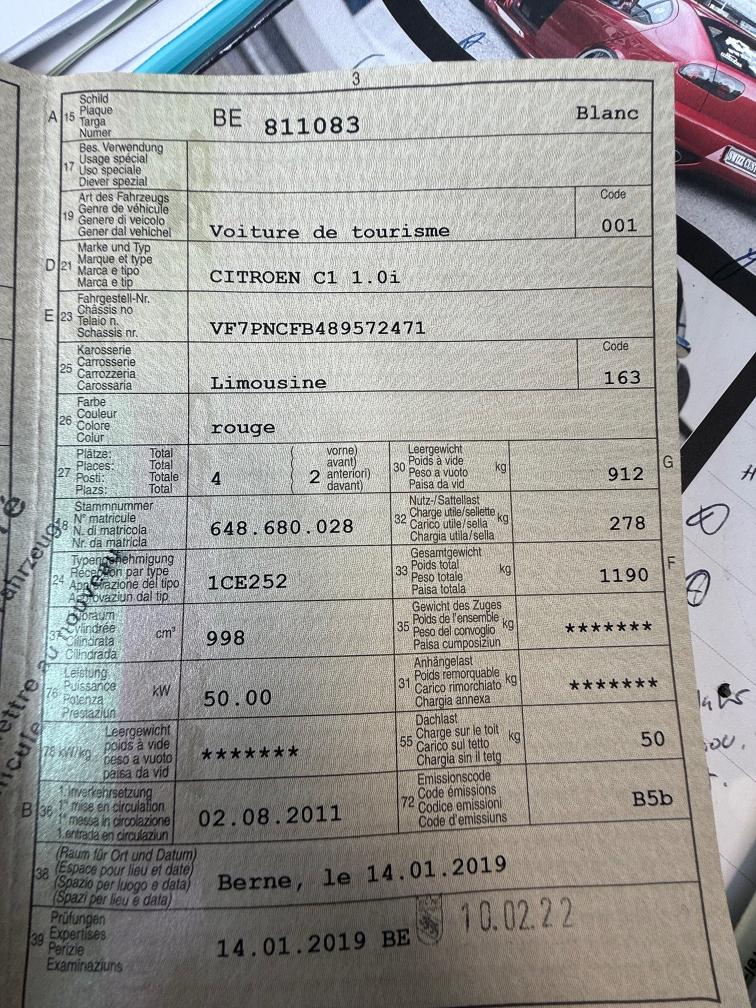 3
A 15 Schild
Plaque
Targa
Numer
BE 811083 Blanc
17 Bes. Verwendung
Usage spécial
Uso speciale
Diever spezial
19 Art des Fahrzeugs
Genre de véhicule
Genere di veicolo
Gener dal vehichel
Voiture de tourisme
Code
001
D 21 Marke und Typ
Marque et type
Marca e tipo
Marca e tip
CITROEN C1 1.0i
E 23 Fahrgestell-Nr.
Châssis no
Telaio n.
Schassis nr.
VF7PNCFB489572471
25 Karosserie
Carrosserie
Carrozzeria
Carossaria
Limousine
Code
163
26 Farbe
Couleur
Colore
Colur
rouge
27 Plätze: Total
Places: Total
Posti: Totale
Plazs: Total
4
2
vorne)
avant)
anteriori)
davant)
30 Leergewicht
Poids à vide
Peso a vuoto
Paisa da vid
kg
912
G
18 Stammnummer
N° matricule
N. di matricola
Nr. da matricla
648.680.028
32 Nutz-/Sattellast
Charge utile/sellette
Carico utile/sella
Chargia utila/sella
kg
278
24 Typengenehmigung
Réception par type
Approvazione del tipo
Approvaziun dal tip
1CE252
33 Gesamtgewicht
Poids total
Peso totale
Paisa totala
kg
1190
F
37 Hubraum
Cylindrée
Cilindrata
Cilindrada
cm³
998
35 Gewicht des Zuges
Poids de l'ensemble
Peso del convoglio
Paisa cumposiziun
kg
*******
76 Leistung
Puissance
Potenza
Prestaziun
kW
50.00
31 Anhängelast
Poids remorquable
Carico rimorchiato
Chargia annexa
kg
*******
78 kW/kg
Leergewicht
poids à vide
peso a vuoto
paisa da vid
*******
55 Dachlast
Charge sur le toit
Carico sul tetto
Chargia sin il tetg
kg
50
B 36 1. Inverkehrsetzung
1re mise en circulation
1a messa in circolazione
1. entrada en circulaziun
02.08.2011
72 Emissionscode
Code émissions
Codice emissioni
Code d'emissiuns
B5b
38 (Raum für Ort und Datum)
(Espace pour lieu et date)
(Spazio per luogo e data)
(Spazi per lieu e data)
Berne, le 14.01.2019
39 Prüfungen
Expertises
Perizie
Examinaziuns
14.01.2019 BE
10.02.22